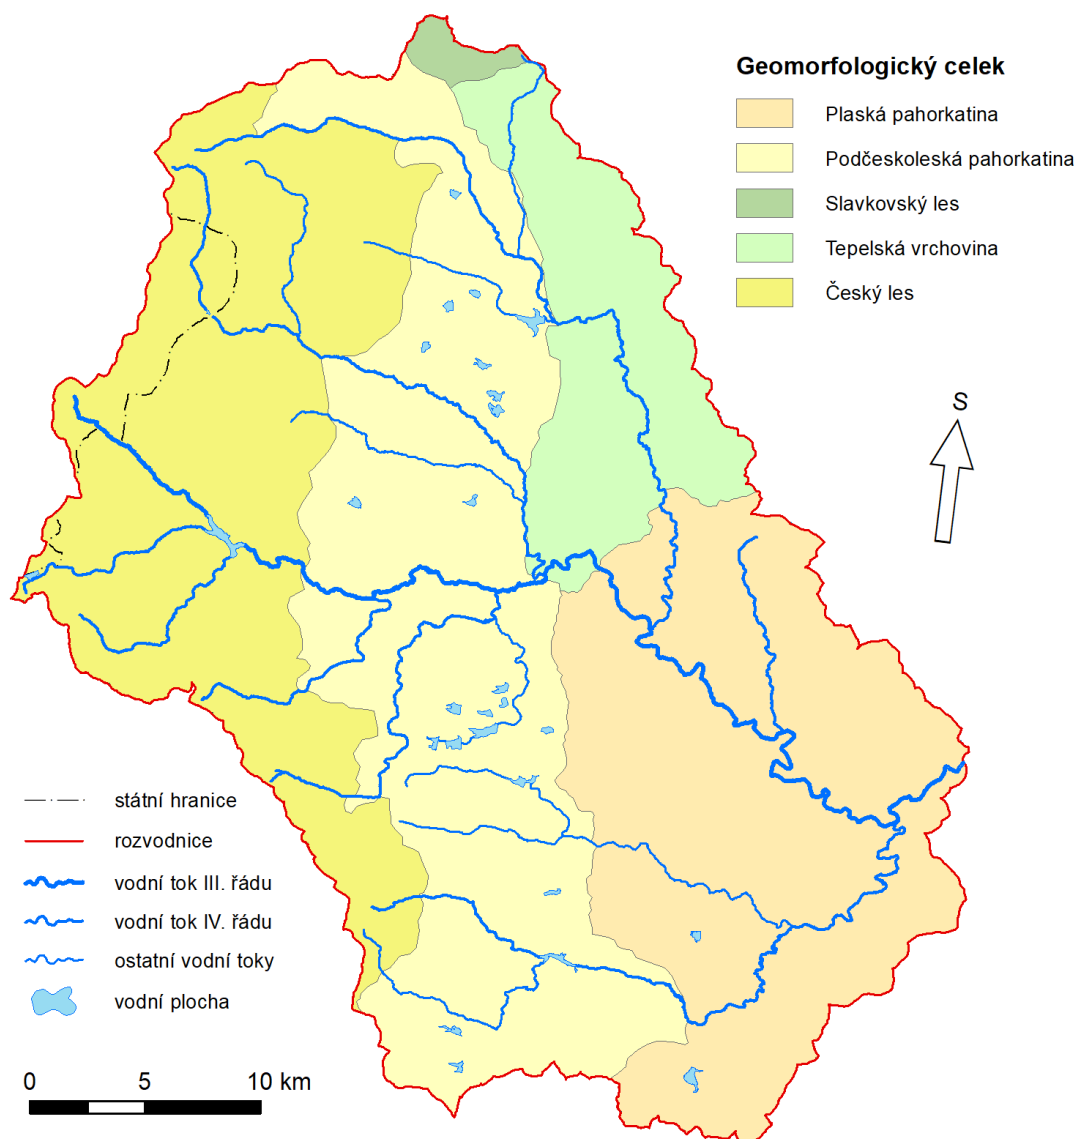 Geomorfologický celek
Plaská pahorkatina
Podčeskoleská pahorkatina
Slavkovský les
Tepelská vrchovina
Český les
S
státní hranice
rozvodnice
vodní tok III. řádu
vodní tok IV. řádu
ostatní vodní toky
vodní plocha
0 5 10 km